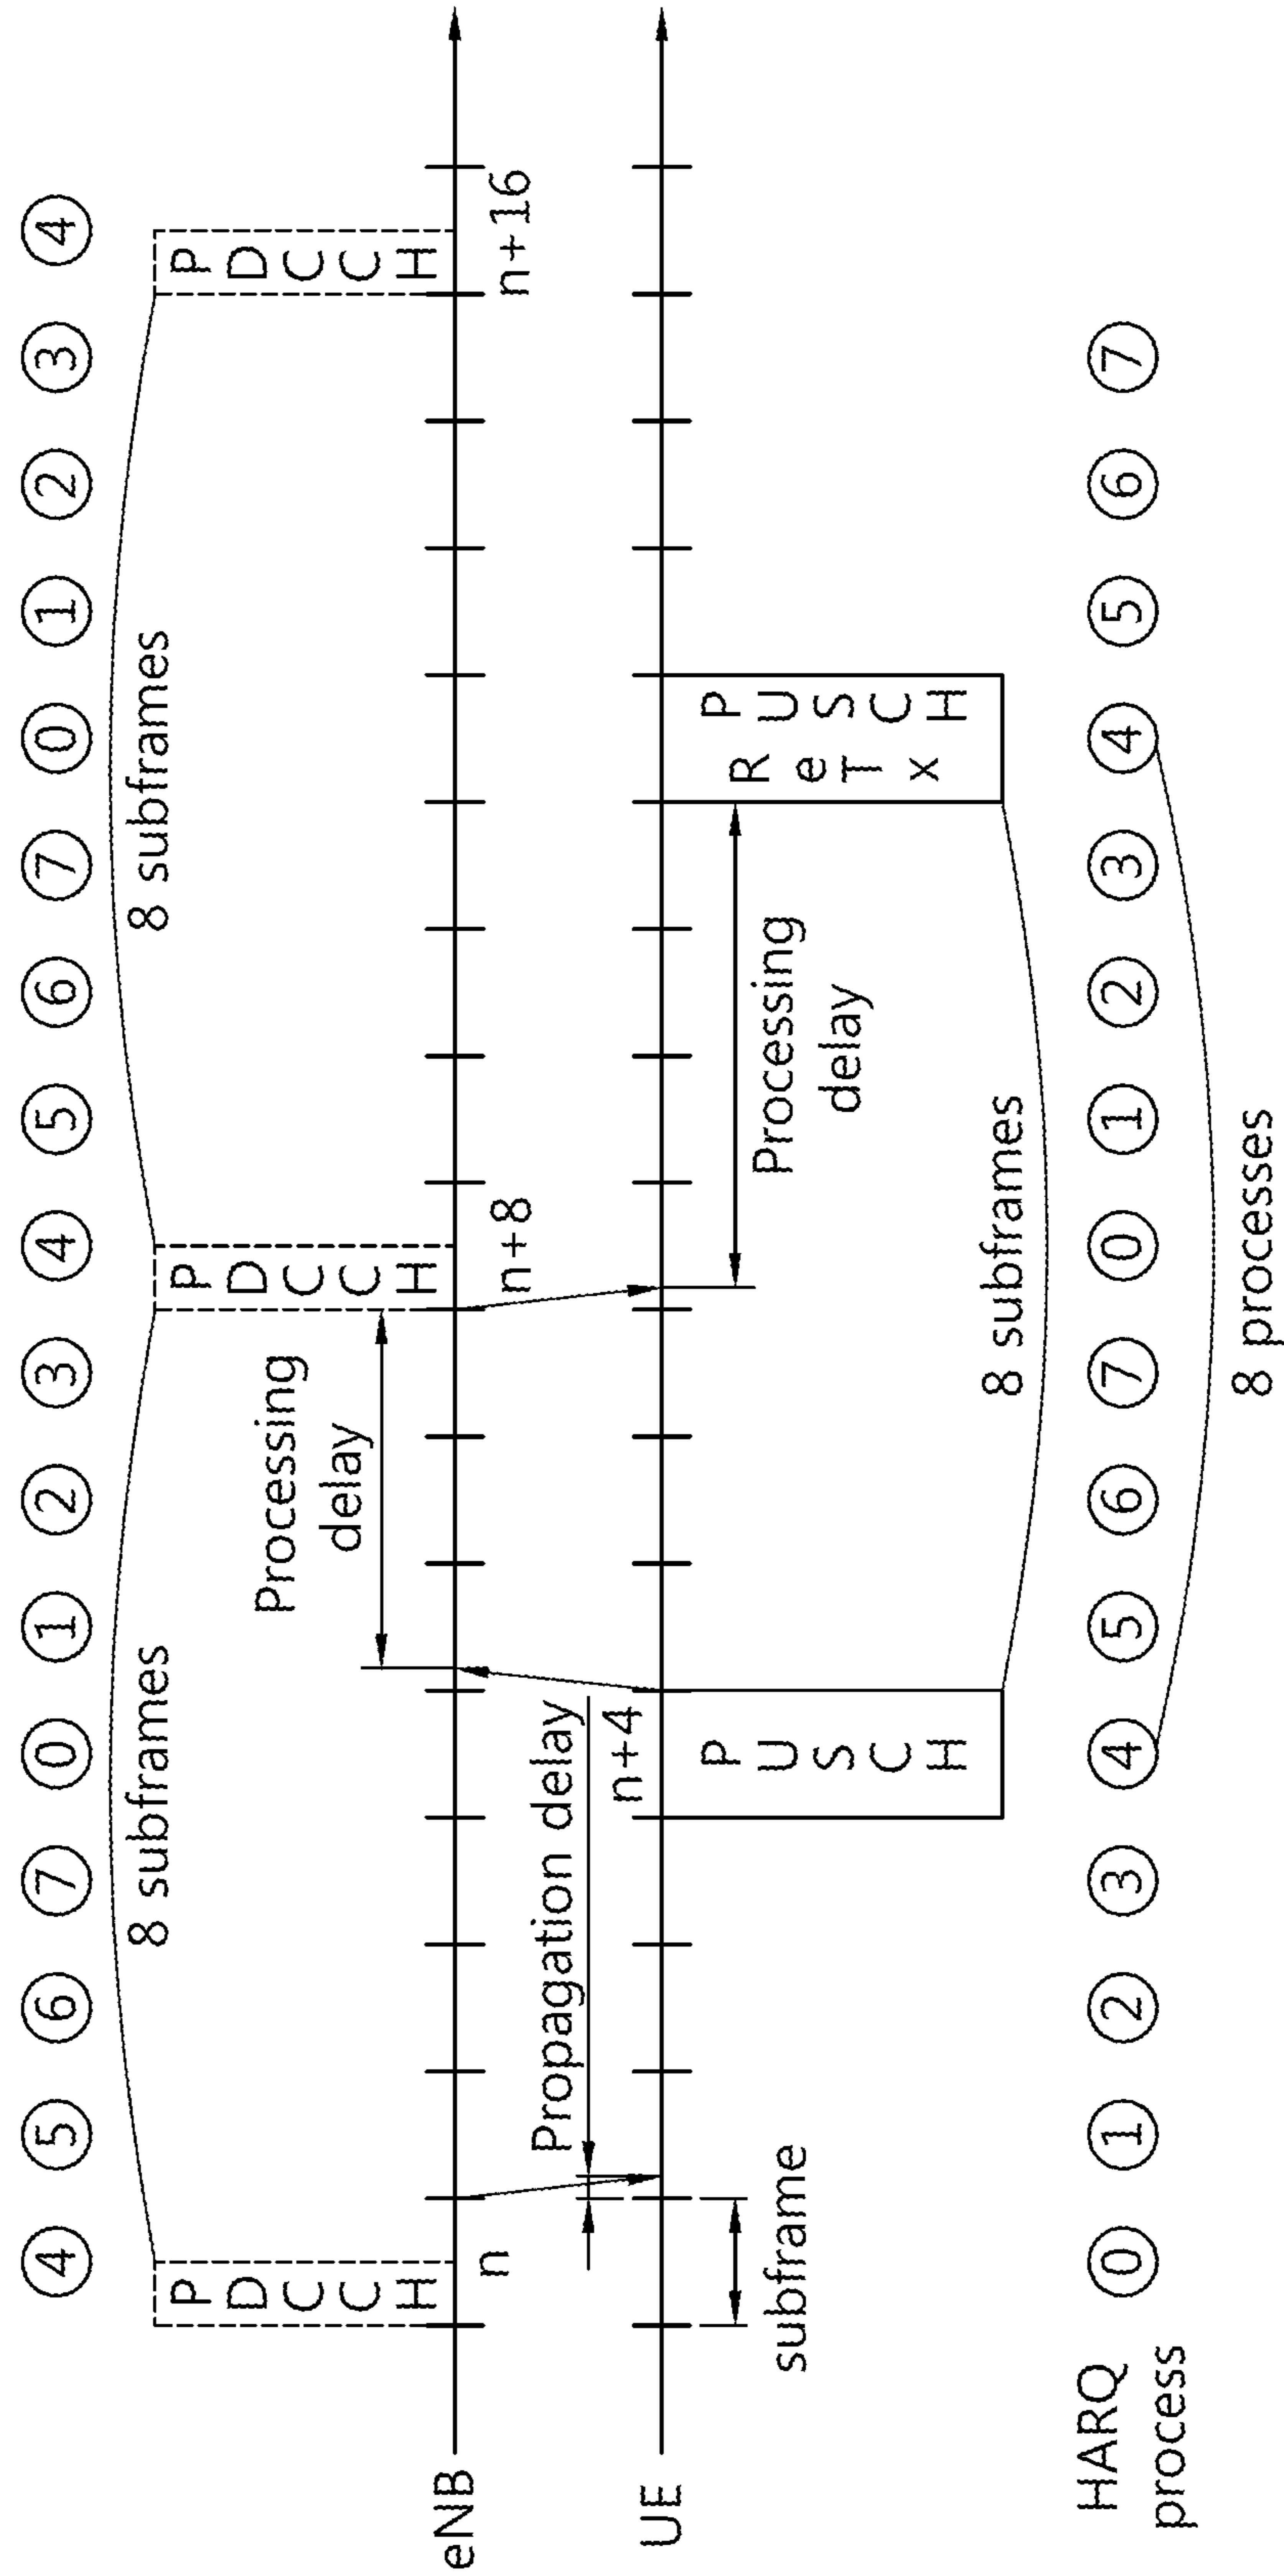 ④ ⑤ ⑥ ⑦ ⓪ ① ② ③ ④ ⑤ ⑥ ⑦ ⓪ ① ② ③ ④
8 subframes
8 subframes
PDCCH
PDCCH
PDCCH
Processing
delay
eNB
n
n+8
n+16
Propagation delay
n+4
UE
subframe
PUSCH
Processing
delay
PUSCH
ReTx
8 subframes
HARQ
process
⓪ ① ② ③ ④ ⑤ ⑥ ⑦ ⓪ ① ② ③ ④ ⑤ ⑥ ⑦
8 processes